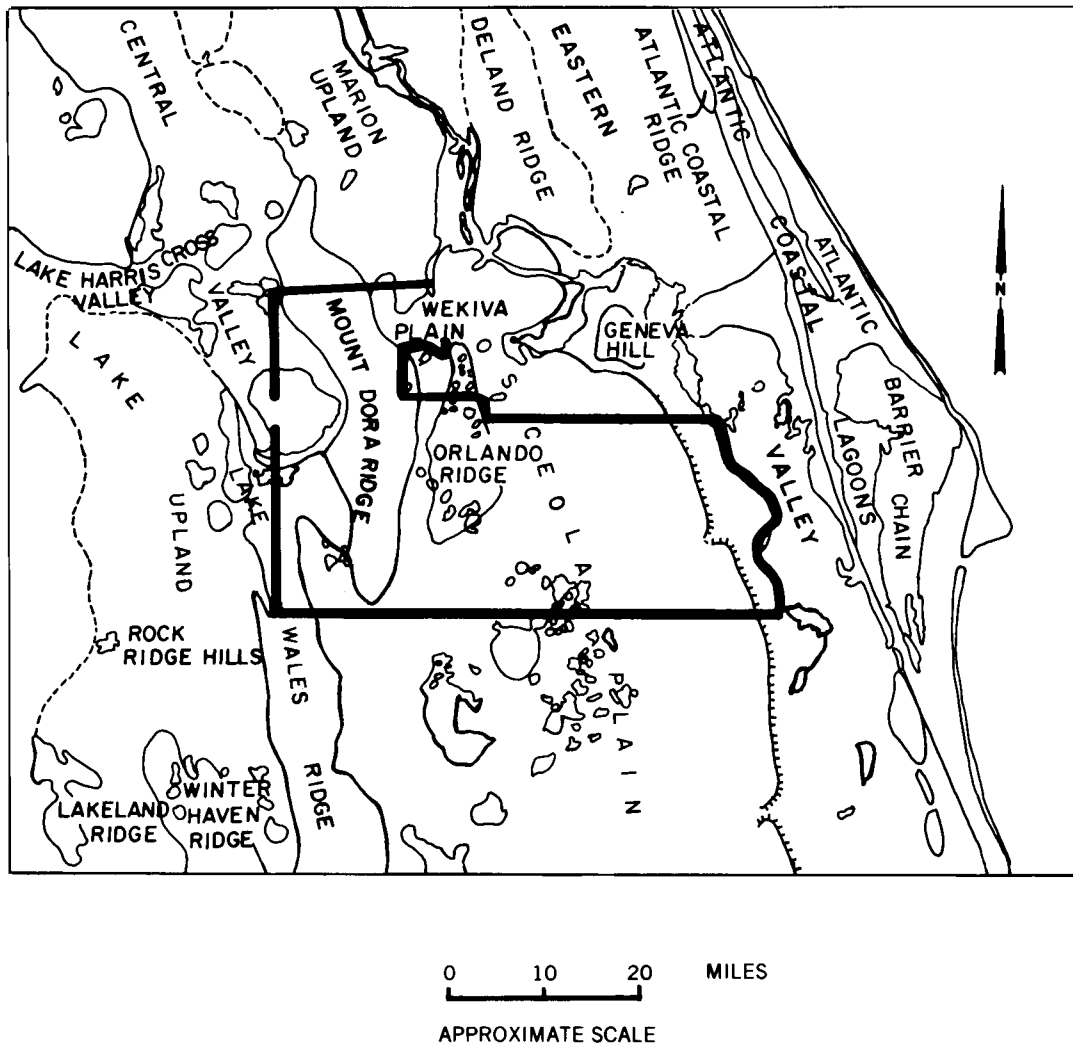 CENTRAL
VALLEY
MARION
UPLAND
DELAND RIDGE
EASTERN
VALLEY
ATLANTIC COASTAL
RIDGE
ATLANTIC COASTAL
ATLANTIC
COASTAL
LAGOONS
ATLANTIC
BARRIER
CHAIN
N
LAKE HARRIS CROSS
VALLEY
LAKE
UPLAND
MOUNT DORA RIDGE
WEKIVA
PLAIN
GENEVA
HILL
ORLANDO
RIDGE
OSCEOLA
PLAIN
LAKE
WALES
RIDGE
ROCK
RIDGE HILLS
LAKELAND
RIDGE
WINTER
HAVEN
RIDGE
0 10 20 MILES
APPROXIMATE SCALE